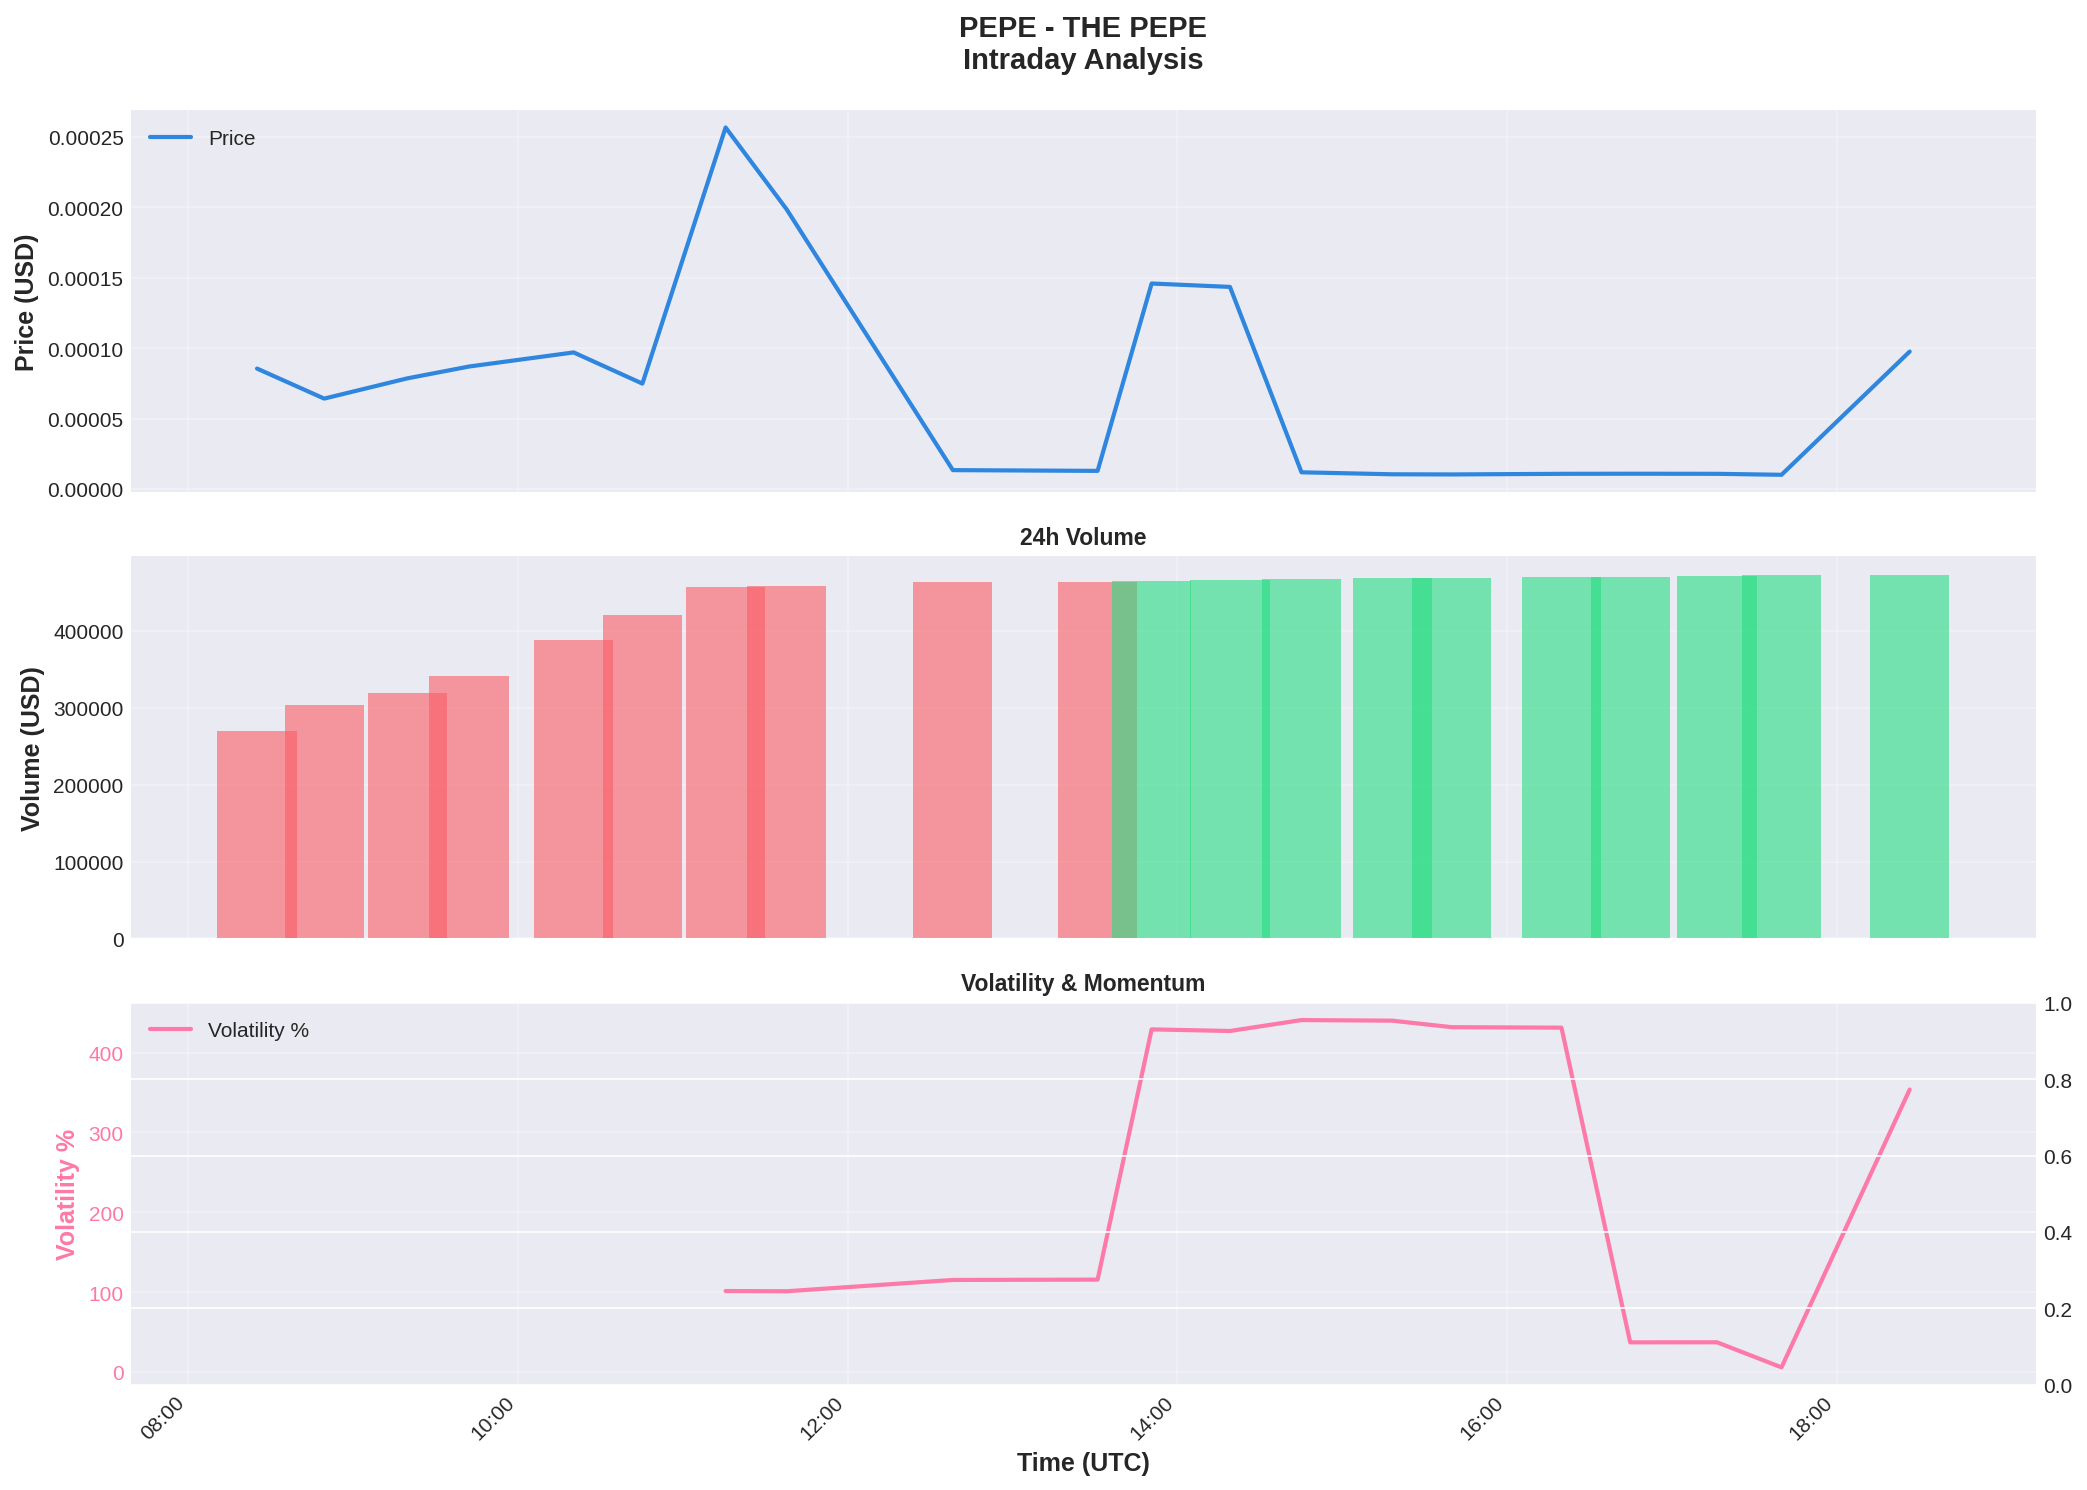 PEPE - THE PEPE
Intraday Analysis
Price
0.00025
0.00020
0.00015
0.00010
0.00005
0.00000
Price (USD)
24h Volume
400000
300000
200000
100000
0
Volume (USD)
Volatility & Momentum
Volatility %
400
300
200
100
0
Volatility %
1.0
0.8
0.6
0.4
0.2
0.0
08:00
10:00
12:00
14:00
16:00
18:00
Time (UTC)